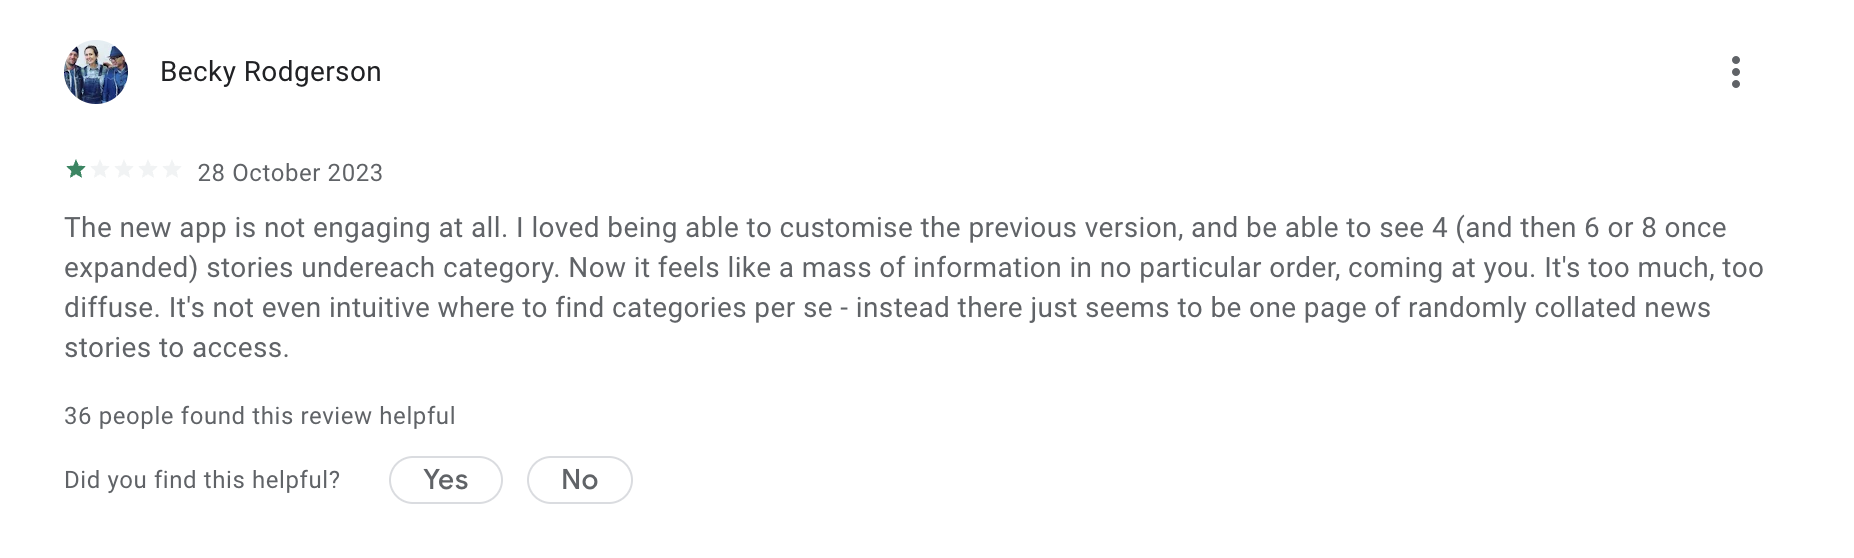 Becky Rodgerson
28 October 2023
The new app is not engaging at all. I loved being able to customise the previous version, and be able to see 4 (and then 6 or 8 once
expanded) stories undereach category. Now it feels like a mass of information in no particular order, coming at you. It's too much, too
diffuse. It's not even intuitive where to find categories per se - instead there just seems to be one page of randomly collated news
stories to access.
36 people found this review helpful
Did you find this helpful? Yes No